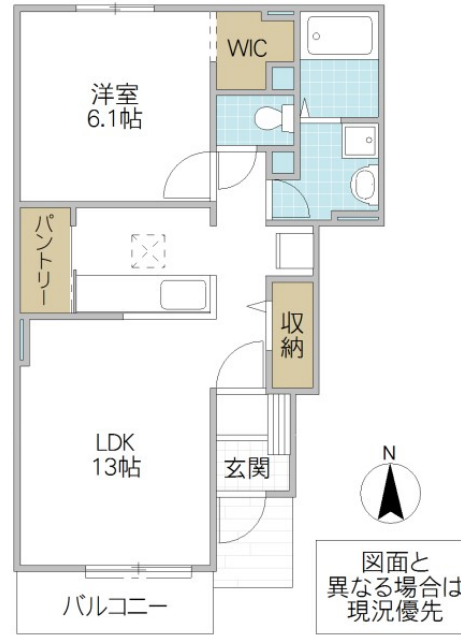 WIC
洋室
6.1帖
パントリー
収納
LDK
13帖
玄関
N
バルコニー
図面と
異なる場合は
現況優先